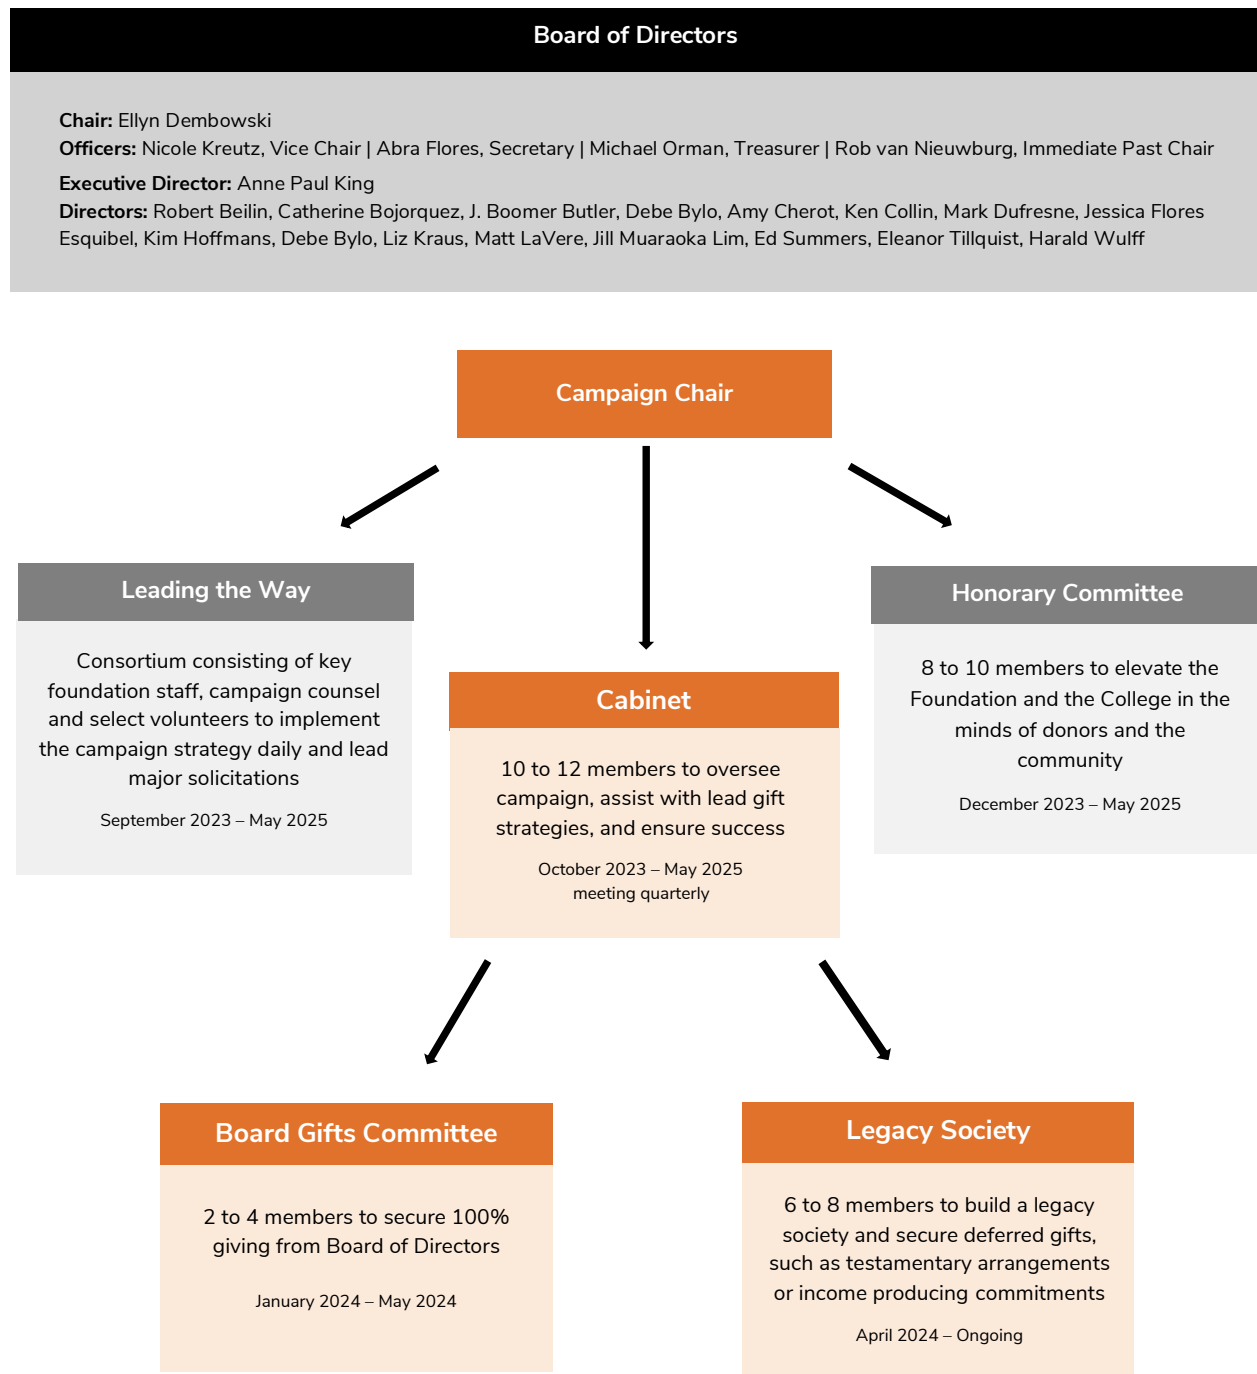 Board of Directors
Chair: Ellyn Dembowski
Officers: Nicole Kreutz, Vice Chair | Abra Flores, Secretary | Michael Orman, Treasurer | Rob van Nieuwburg, Immediate Past Chair
Executive Director: Anne Paul King
Directors: Robert Beilin, Catherine Bojorquez, J. Boomer Butler, Debe Bylo, Amy Cherot, Ken Collin, Mark Dufresne, Jessica Flores
Esquibel, Kim Hoffmans, Debe Bylo, Liz Kraus, Matt LaVere, Jill Muaraoka Lim, Ed Summers, Eleanor Tillquist, Harald Wulff
Campaign Chair
Leading the Way
Consortium consisting of key
foundation staff, campaign counsel
and select volunteers to implement
the campaign strategy daily and lead
major solicitations
September 2023 – May 2025
Honorary Committee
8 to 10 members to elevate the
Foundation and the College in the
minds of donors and the
community
December 2023 – May 2025
Cabinet
10 to 12 members to oversee
campaign, assist with lead gift
strategies, and ensure success
October 2023 – May 2025
meeting quarterly
Board Gifts Committee
2 to 4 members to secure 100%
giving from Board of Directors
January 2024 – May 2024
Legacy Society
6 to 8 members to build a legacy
society and secure deferred gifts,
such as testamentary arrangements
or income producing commitments
April 2024 – Ongoing